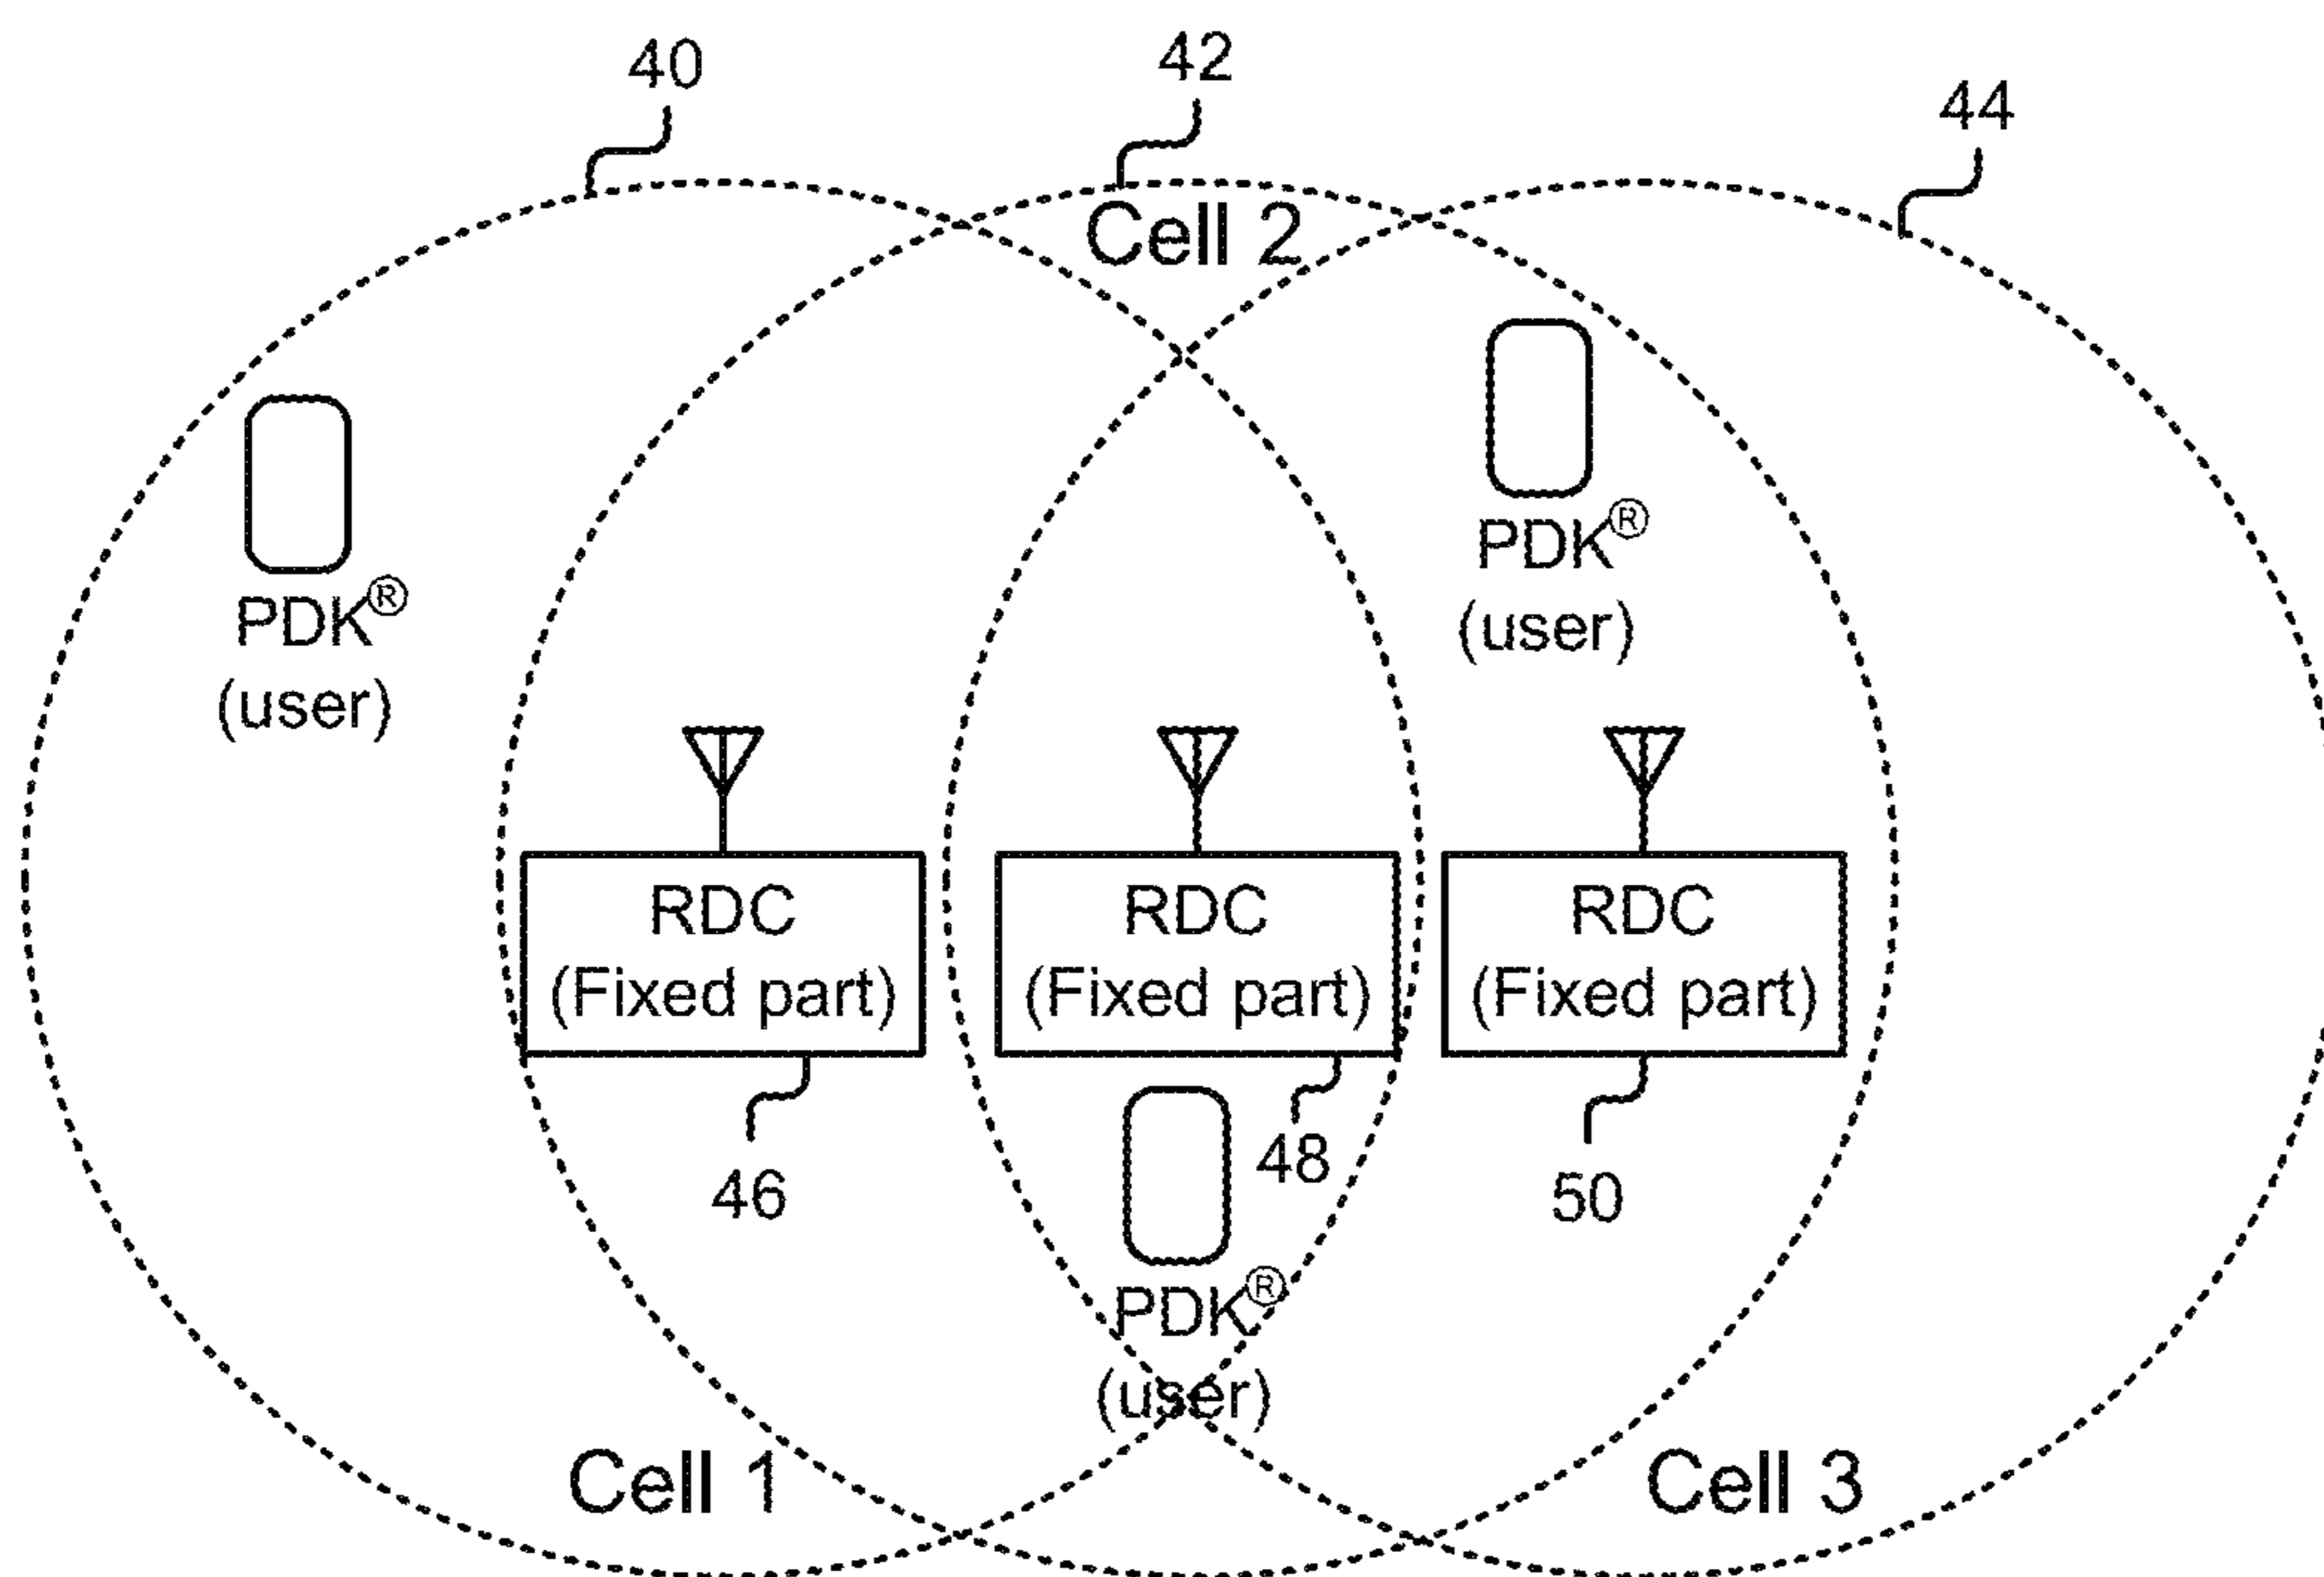 40
42
44
Cell 2
PDK®
(user)
PDK®
(user)
RDC
(Fixed part)
RDC
(Fixed part)
RDC
(Fixed part)
46
48
50
PDK®
(user)
Cell 1
Cell 3